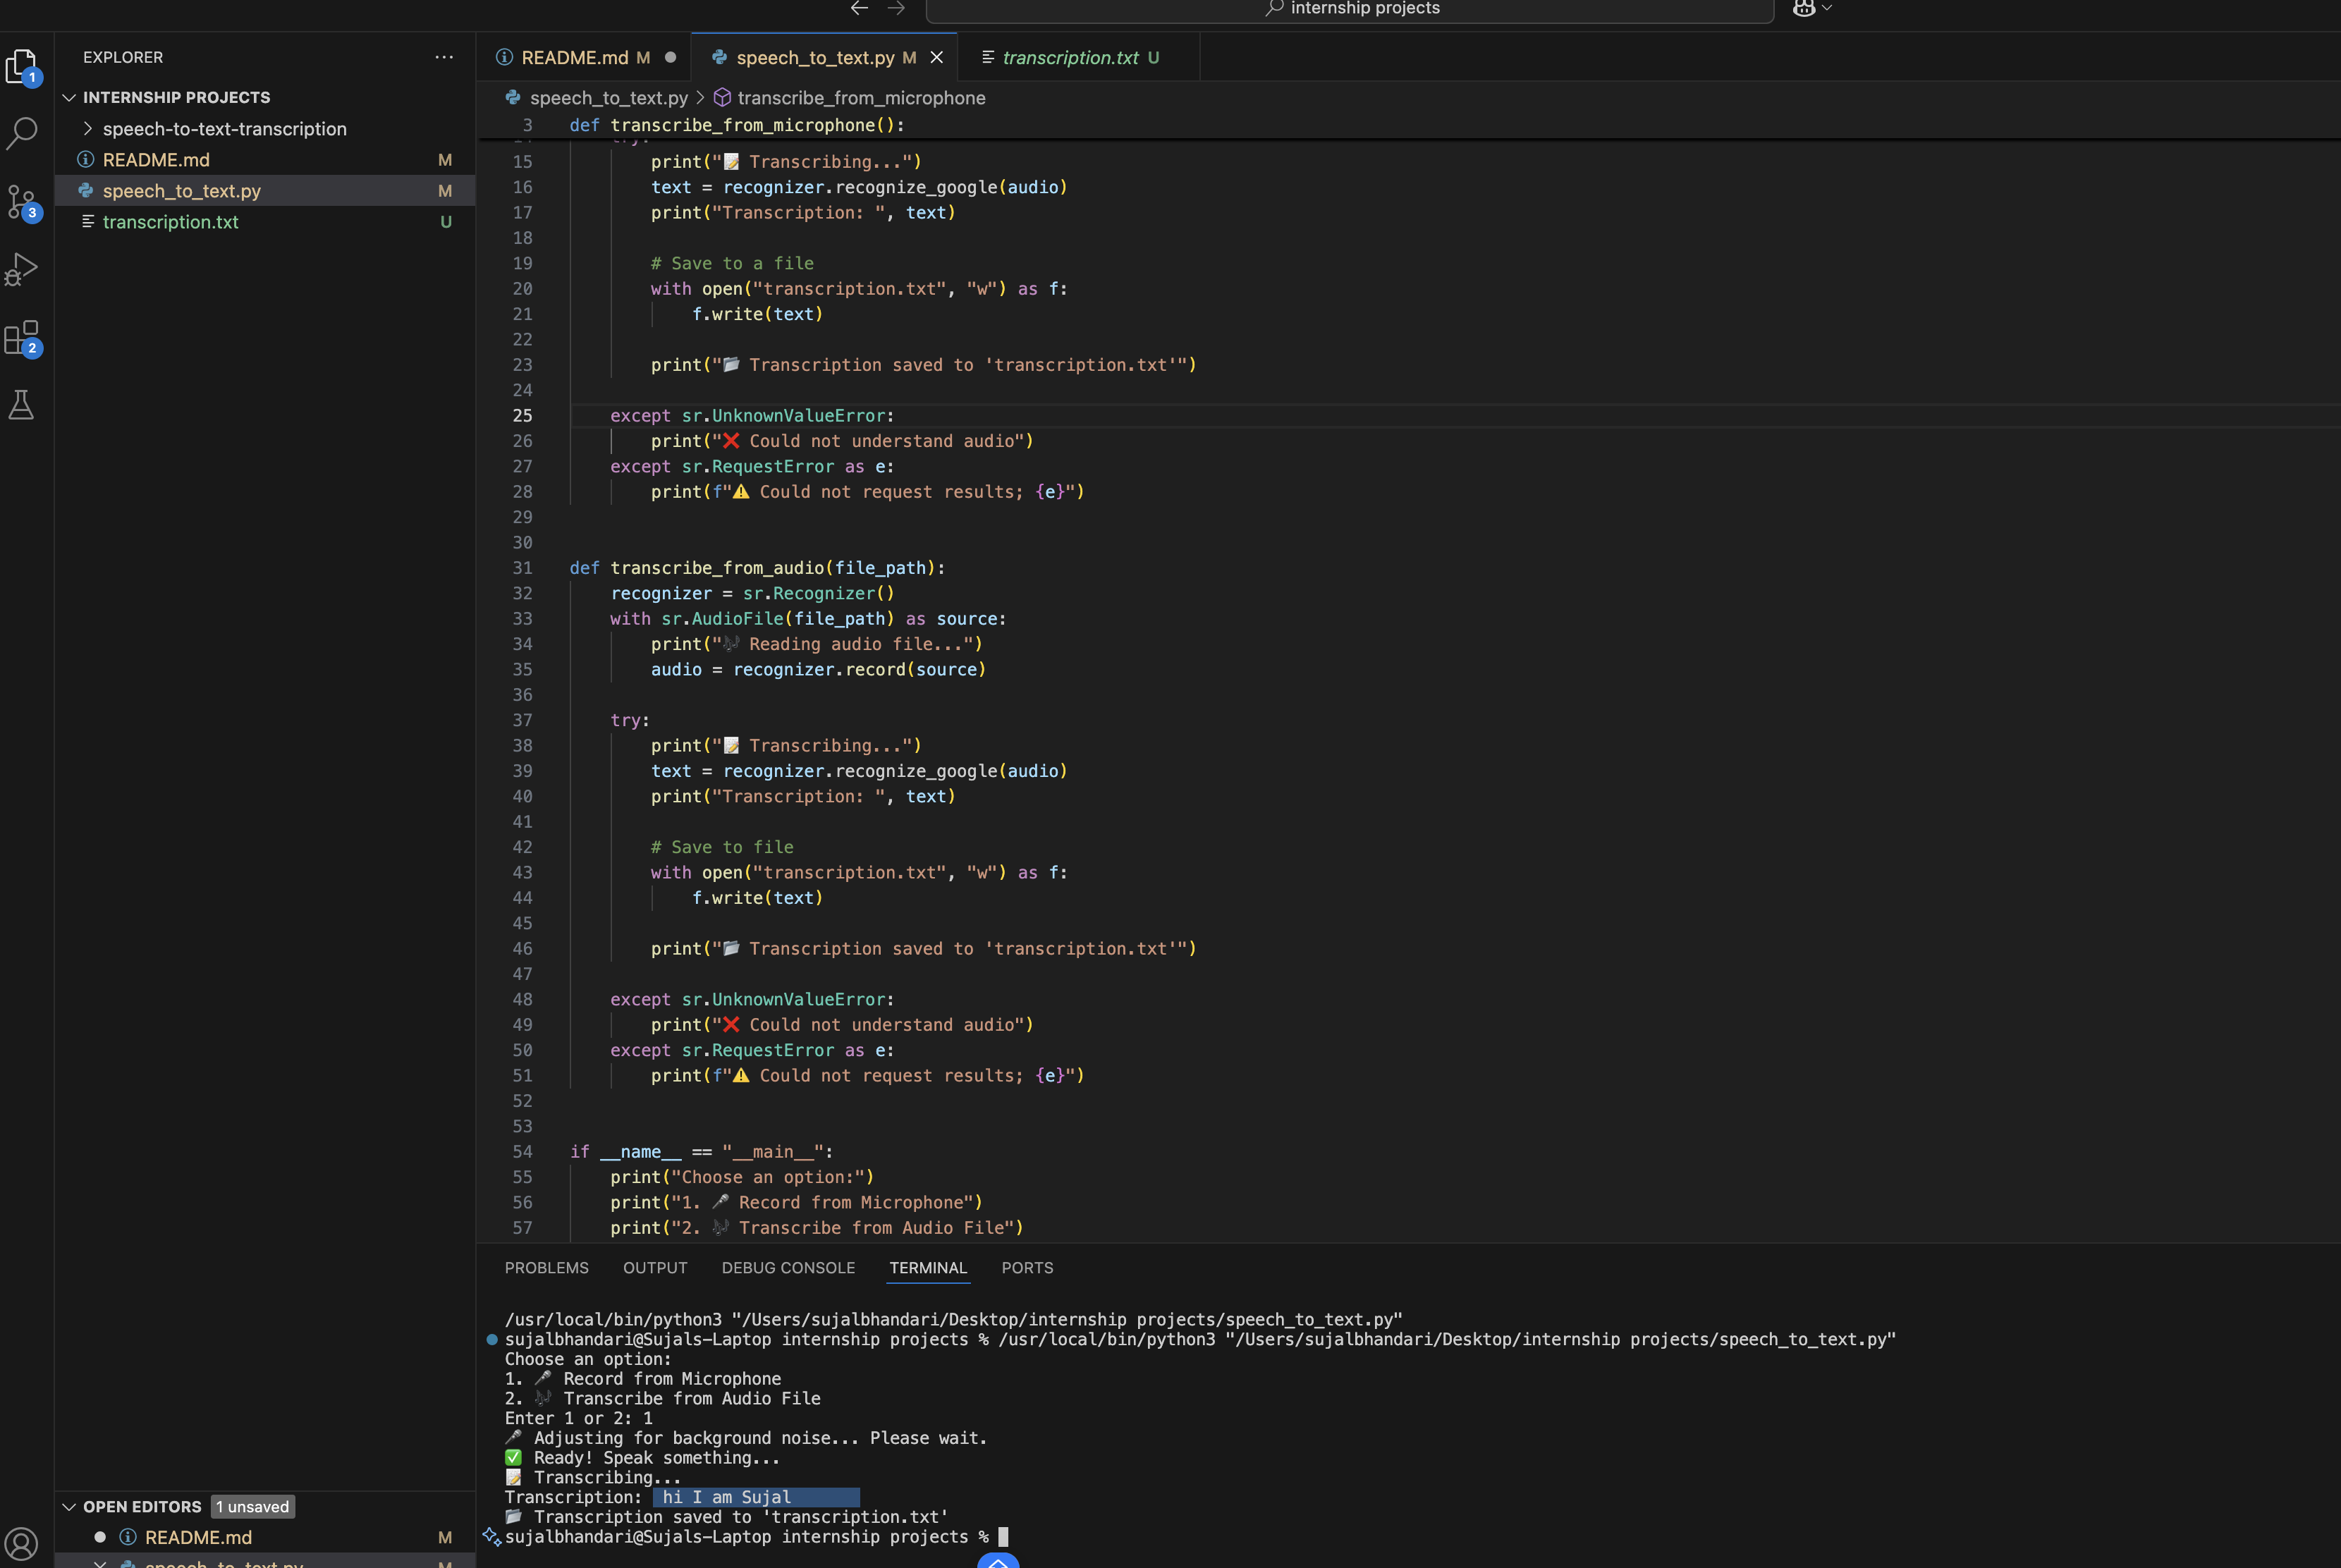 internship projects
EXPLORER
INTERNSHIP PROJECTS
speech-to-text-transcription
README.md M
speech_to_text.py M
transcription.txt U
1
3
2
OPEN EDITORS 1 unsaved
README.md M
speech_to_text.py M
README.md M
speech_to_text.py M
transcription.txt U
speech_to_text.py > transcribe_from_microphone
3 def transcribe_from_microphone():
14 try:
15 print("📝 Transcribing...")
16 text = recognizer.recognize_google(audio)
17 print("Transcription: ", text)
18
19 # Save to a file
20 with open("transcription.txt", "w") as f:
21 f.write(text)
22
23 print("📂 Transcription saved to 'transcription.txt'")
24
25 except sr.UnknownValueError:
26 print("❌ Could not understand audio")
27 except sr.RequestError as e:
28 print(f"⚠️ Could not request results; {e}")
29
30
31 def transcribe_from_audio(file_path):
32 recognizer = sr.Recognizer()
33 with sr.AudioFile(file_path) as source:
34 print("🎶 Reading audio file...")
35 audio = recognizer.record(source)
36
37 try:
38 print("📝 Transcribing...")
39 text = recognizer.recognize_google(audio)
40 print("Transcription: ", text)
41
42 # Save to file
43 with open("transcription.txt", "w") as f:
44 f.write(text)
45
46 print("📂 Transcription saved to 'transcription.txt'")
47
48 except sr.UnknownValueError:
49 print("❌ Could not understand audio")
50 except sr.RequestError as e:
51 print(f"⚠️ Could not request results; {e}")
52
53
54 if __name__ == "__main__":
55 print("Choose an option:")
56 print("1. 🎤 Record from Microphone")
57 print("2. 🎶 Transcribe from Audio File")
PROBLEMS OUTPUT DEBUG CONSOLE TERMINAL PORTS
/usr/local/bin/python3 "/Users/sujalbhandari/Desktop/internship projects/speech_to_text.py"
sujalbhandari@Sujals-Laptop internship projects % /usr/local/bin/python3 "/Users/sujalbhandari/Desktop/internship projects/speech_to_text.py"
Choose an option:
1. 🎤 Record from Microphone
2. 🎶 Transcribe from Audio File
Enter 1 or 2: 1
🎤 Adjusting for background noise... Please wait.
✅ Ready! Speak something...
📝 Transcribing...
Transcription: hi I am Sujal
📂 Transcription saved to 'transcription.txt'
sujalbhandari@Sujals-Laptop internship projects %